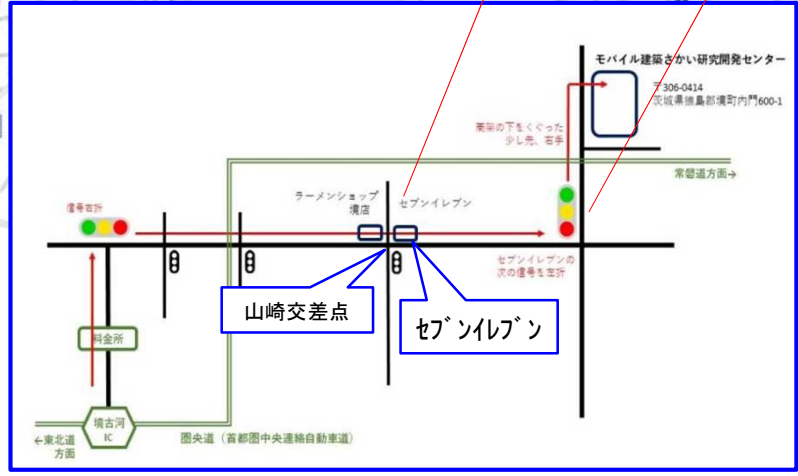 モバイル建築さかい研究開発センター
〒306-0414
茨城県猿島郡境町内門600-1
高架の下をくぐった
少し先、右手
常磐道方面→
ラーメンショップ
境店
セブンイレブン
信号右折
セブンイレブンの
次の信号を左折
山崎交差点
ｾﾌﾞﾝｲﾚﾌﾞﾝ
料金所
境古河
IC
←東北道
方面
圏央道（首都圏中央連絡自動車道）